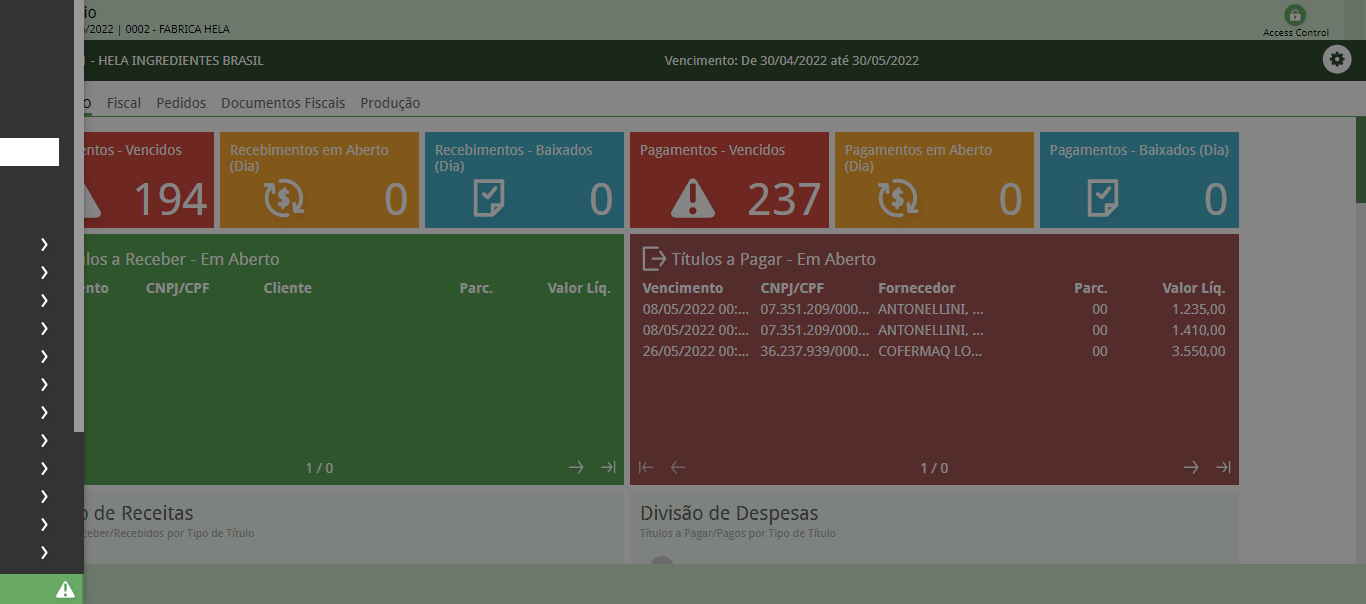 io
/2022 | 0002 - FABRICA HELA
Access Control
- HELA INGREDIENTES BRASIL
Vencimento: De 30/04/2022 até 30/05/2022
o Fiscal Pedidos Documentos Fiscais Produção
entos - Vencidos
194
Recebimentos em Aberto
(Dia)
0
Recebimentos - Baixados
(Dia)
0
Pagamentos - Vencidos
237
Pagamentos em Aberto
(Dia)
0
Pagamentos - Baixados (Dia)
0
ulos a Receber - Em Aberto
ento CNPJ/CPF Cliente Parc. Valor Líq.
1 / 0
Títulos a Pagar - Em Aberto
Vencimento CNPJ/CPF Fornecedor Parc. Valor Líq.
08/05/2022 00:... 07.351.209/000... ANTONELLINI, ... 00 1.235,00
08/05/2022 00:... 07.351.209/000... ANTONELLINI, ... 00 1.410,00
26/05/2022 00:... 36.237.939/000... COFERMAQ LO... 00 3.550,00
1 / 0
o de Receitas
ceber/Recebidos por Tipo de Título
Divisão de Despesas
Títulos a Pagar/Pagos por Tipo de Título